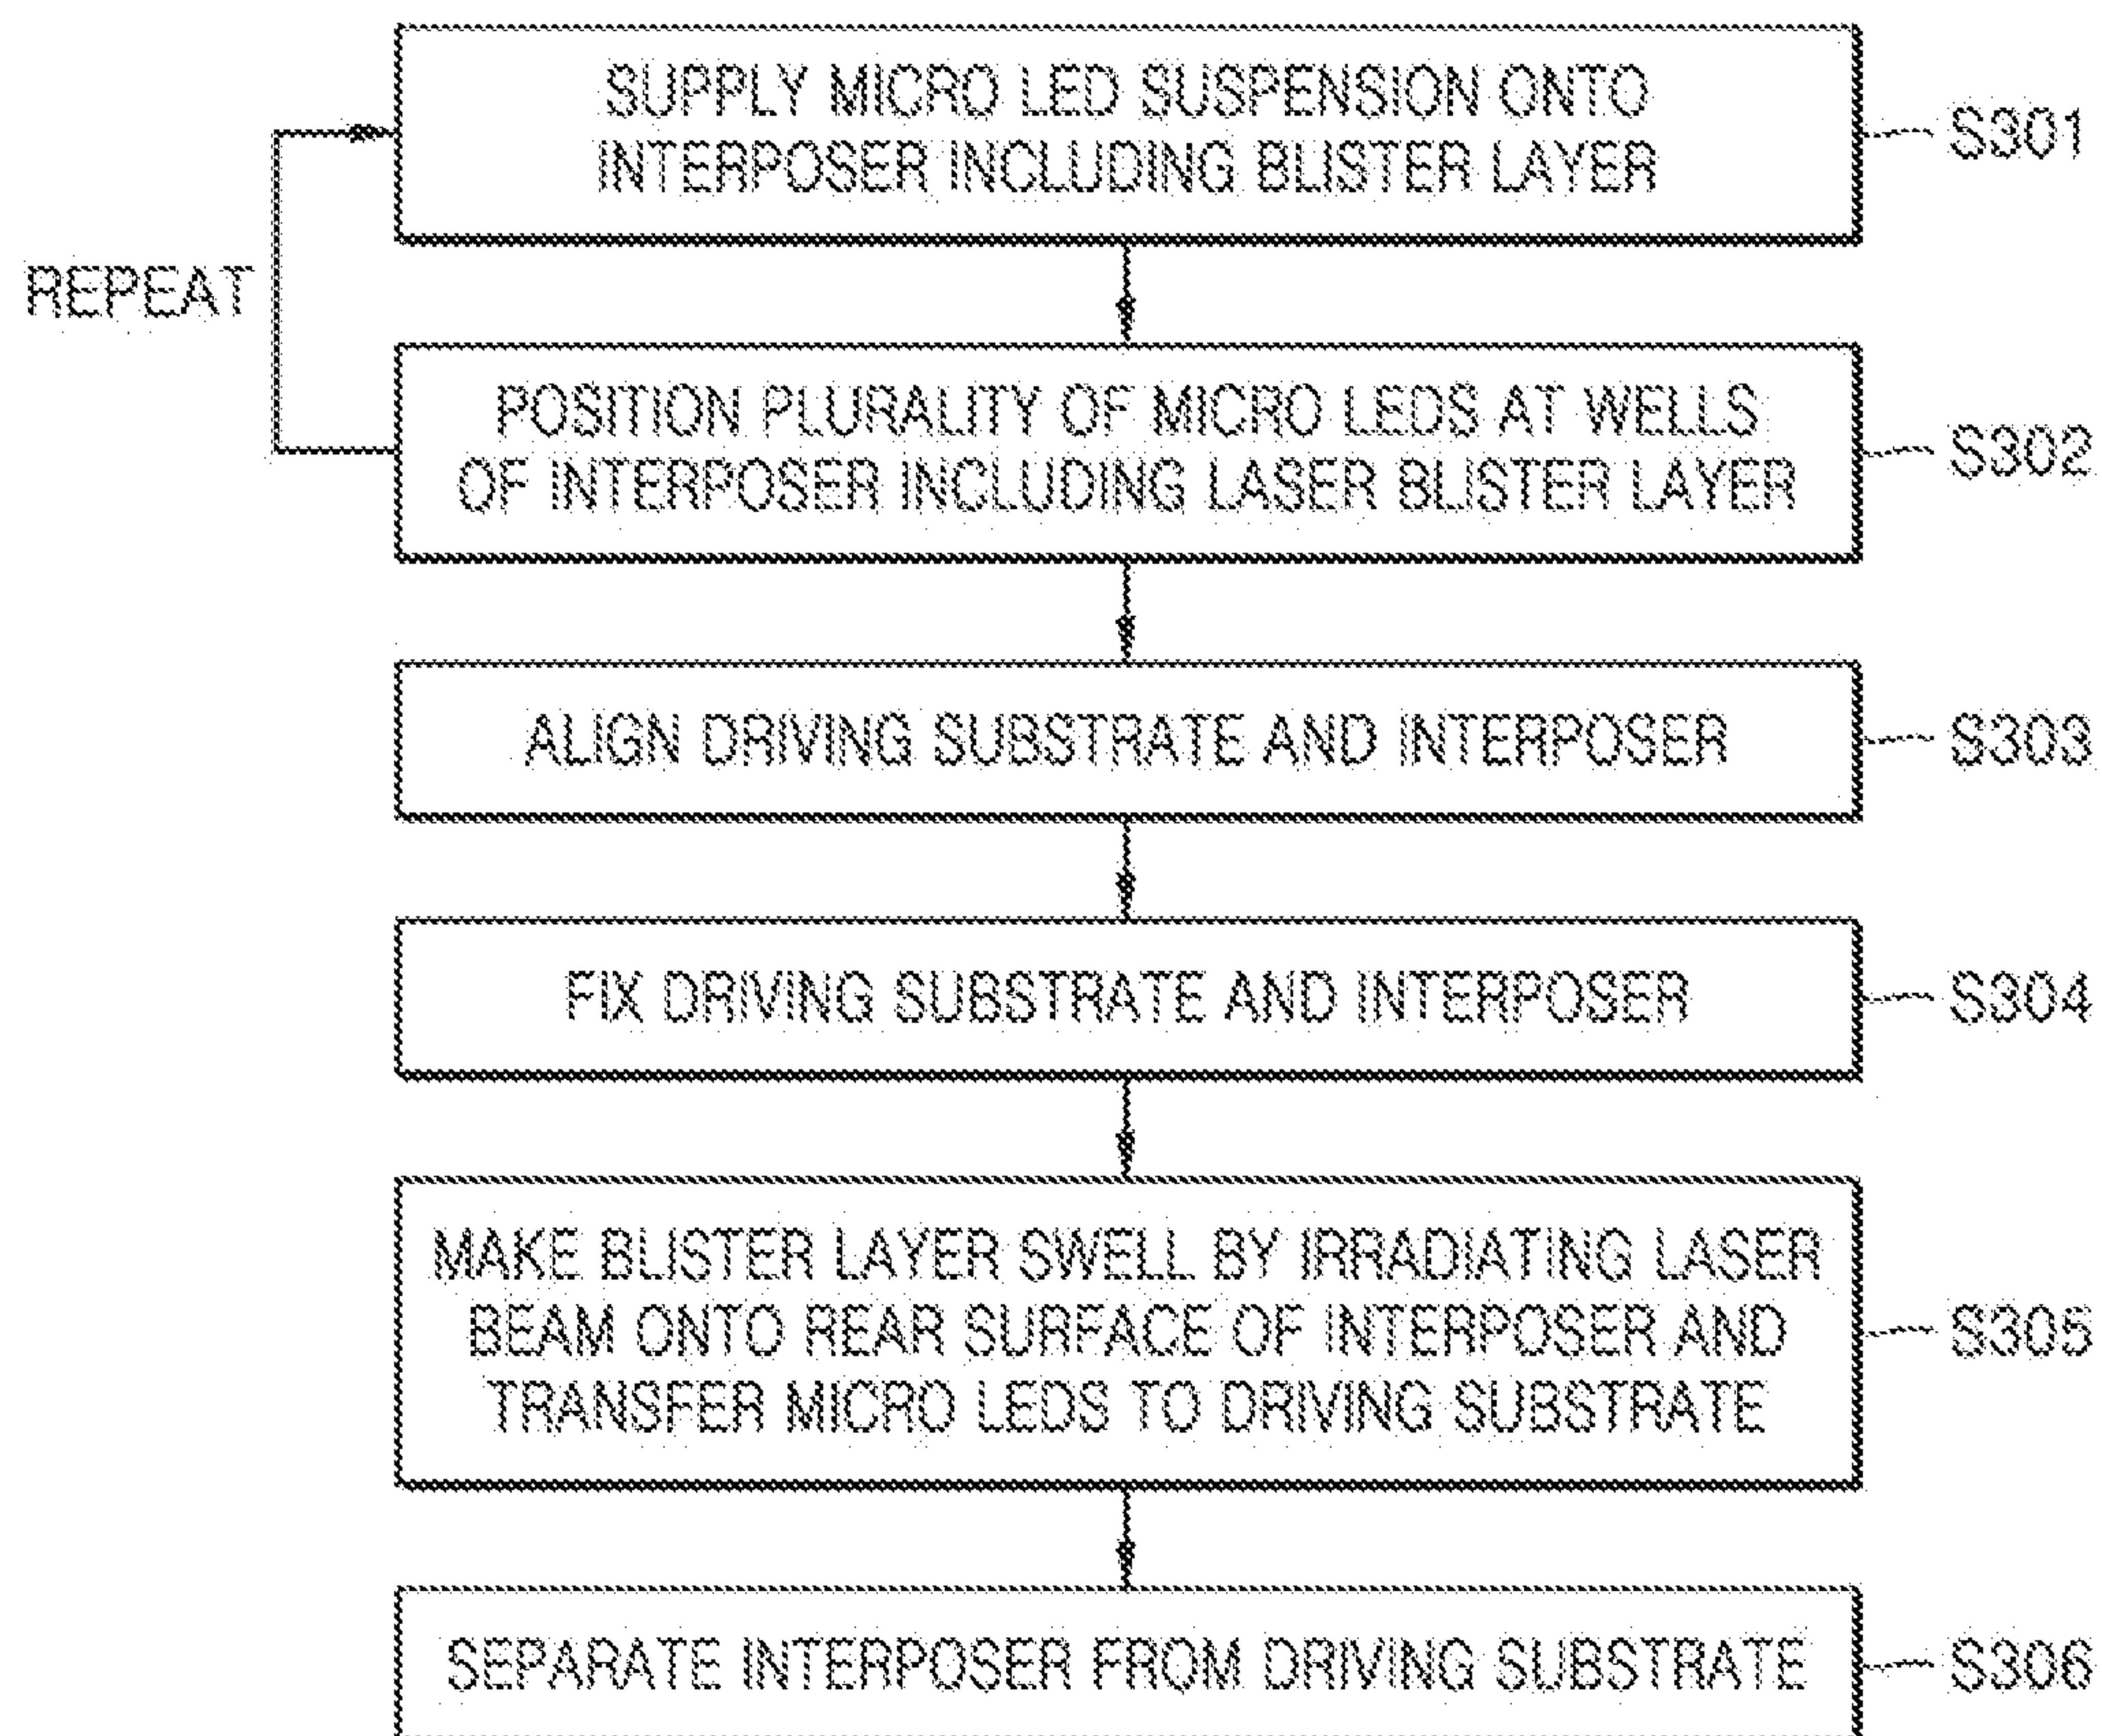 SUPPLY MICRO LED SUSPENSION ONTO
INTERPOSER INCLUDING BLISTER LAYER
S301
REPEAT
POSITION PLURALITY OF MICRO LEDS AT WELLS
OF INTERPOSER INCLUDING LASER BLISTER LAYER
S302
ALIGN DRIVING SUBSTRATE AND INTERPOSER
S303
FIX DRIVING SUBSTRATE AND INTERPOSER
S304
MAKE BLISTER LAYER SWELL BY IRRADIATING LASER
BEAM ONTO REAR SURFACE OF INTERPOSER AND
TRANSFER MICRO LEDS TO DRIVING SUBSTRATE
S305
SEPARATE INTERPOSER FROM DRIVING SUBSTRATE
S306